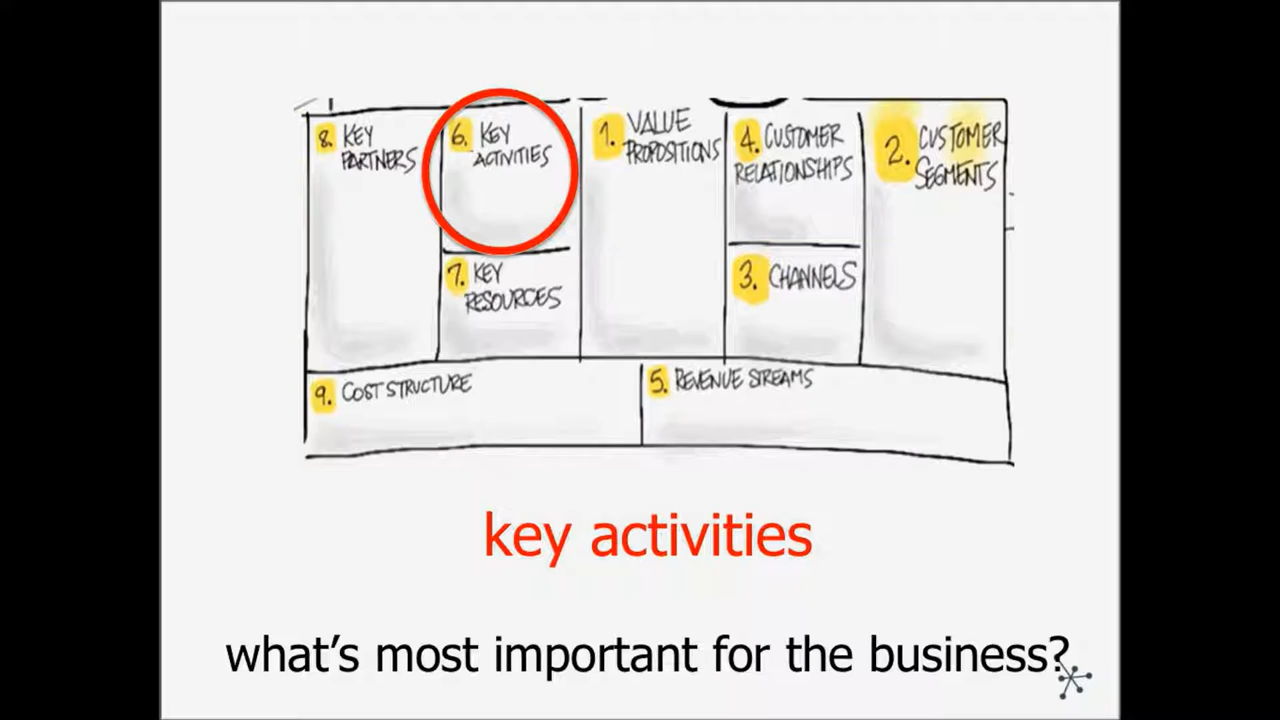 8. KEY
PARTNERS
6. KEY
ACTIVITIES
7. KEY
RESOURCES
1. VALUE
PROPOSITIONS
4. CUSTOMER
RELATIONSHIPS
3. CHANNELS
2. CUSTOMER
SEGMENTS
9. COST STRUCTURE
5. REVENUE STREAMS
key activities
what's most important for the business?